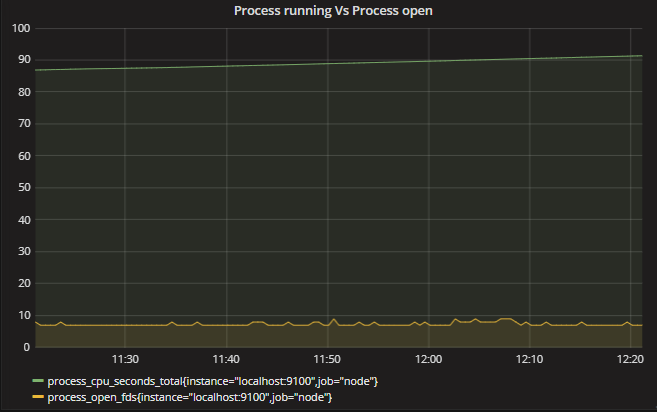 Process running Vs Process open
100
90
80
70
60
50
40
30
20
10
0
11:30 11:40 11:50 12:00 12:10 12:20
process_cpu_seconds_total{instance="localhost:9100",job="node"}
process_open_fds{instance="localhost:9100",job="node"}